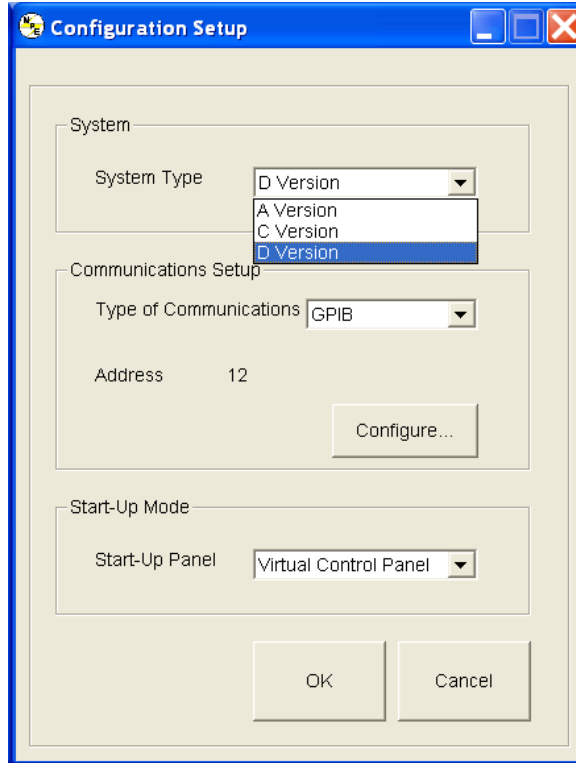 NPE
Configuration Setup
System
System Type
D Version
A Version
C Version
D Version
Communications Setup
Type of Communications
GPIB
Address
12
Configure...
Start-Up Mode
Start-Up Panel
Virtual Control Panel
OK
Cancel